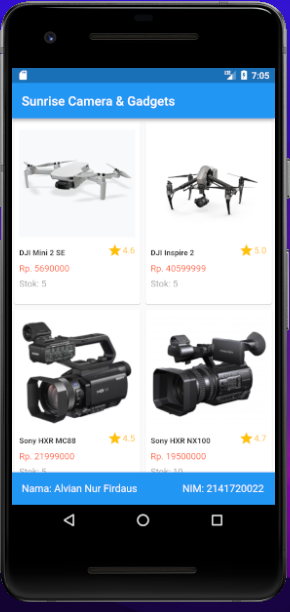 7:05
Sunrise Camera & Gadgets
DJI Mini 2 SE
4.6
Rp. 5690000
Stok: 5
DJI Inspire 2
5.0
Rp. 40599999
Stok: 5
Sony HXR MC88
4.5
Rp. 21999000
Stok: 5
Sony HXR NX100
4.7
Rp. 19500000
Stok: 10
Nama: Alvian Nur Firdaus
NIM: 2141720022